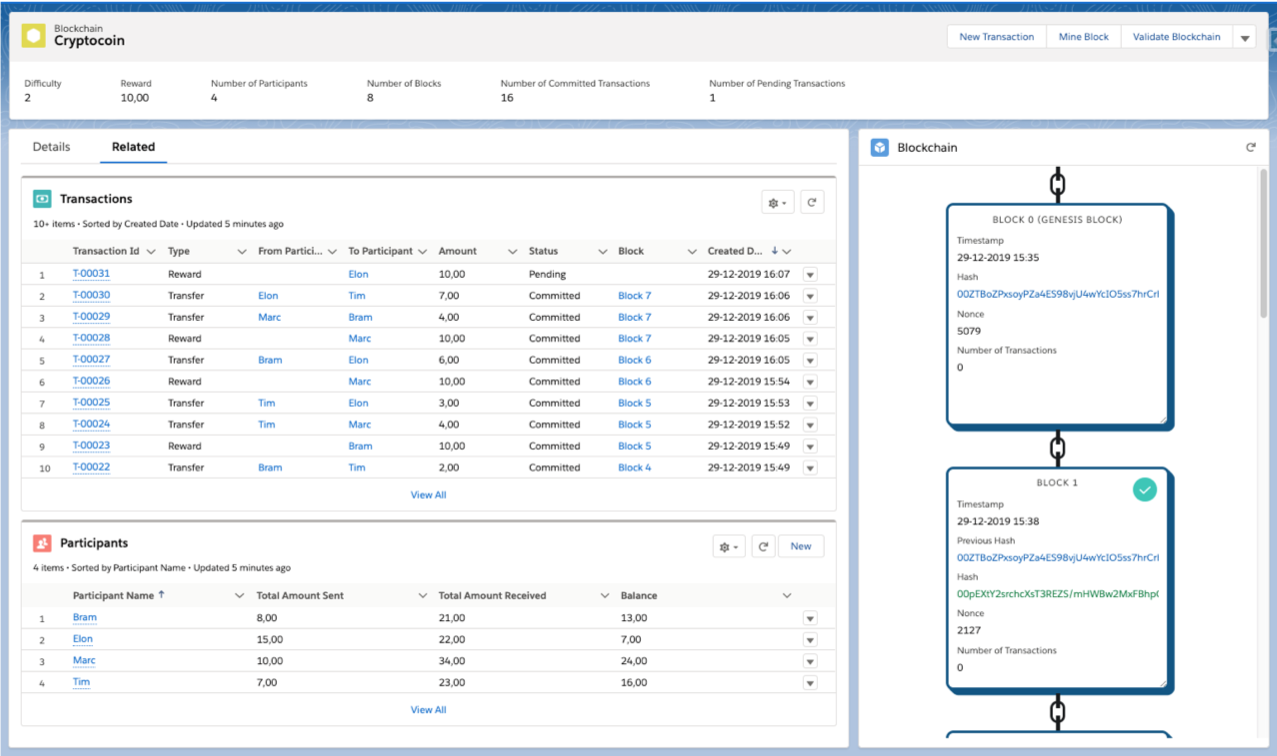 Blockchain
Cryptocoin
New Transaction Mine Block Validate Blockchain
Difficulty Reward Number of Participants Number of Blocks Number of Committed Transactions Number of Pending Transactions
2 10,00 4 8 16 1
Details Related
Transactions
10+ items • Sorted by Created Date • Updated 5 minutes ago
Transaction Id Type From Partici... To Participant Amount Status Block Created D...
1 T-00031 Reward Elon 10,00 Pending 29-12-2019 16:07
2 T-00030 Transfer Elon Tim 7,00 Committed Block 7 29-12-2019 16:06
3 T-00029 Transfer Marc Bram 4,00 Committed Block 7 29-12-2019 16:06
4 T-00028 Reward Marc 10,00 Committed Block 7 29-12-2019 16:05
5 T-00027 Transfer Bram Elon 6,00 Committed Block 6 29-12-2019 16:05
6 T-00026 Reward Marc 10,00 Committed Block 6 29-12-2019 15:54
7 T-00025 Transfer Tim Elon 3,00 Committed Block 5 29-12-2019 15:53
8 T-00024 Transfer Tim Marc 4,00 Committed Block 5 29-12-2019 15:52
9 T-00023 Reward Bram 10,00 Committed Block 5 29-12-2019 15:49
10 T-00022 Transfer Bram Tim 2,00 Committed Block 4 29-12-2019 15:49
View All
Participants
New
4 items • Sorted by Participant Name • Updated 5 minutes ago
Participant Name Total Amount Sent Total Amount Received Balance
1 Bram 8,00 21,00 13,00
2 Elon 15,00 22,00 7,00
3 Marc 10,00 34,00 24,00
4 Tim 7,00 23,00 16,00
View All
Blockchain
BLOCK 0 (GENESIS BLOCK)
Timestamp
29-12-2019 15:35
Hash
00ZTBoZPxsoyPZa4ES98vjU4wYcIO5ss7hrCrl
Nonce
5079
Number of Transactions
0
BLOCK 1
Timestamp
29-12-2019 15:38
Previous Hash
00ZTBoZPxsoyPZa4ES98vjU4wYcIO5ss7hrCrl
Hash
00pEXtY2srchcXsT3REZS/mHWBw2MxFBhp(
Nonce
2127
Number of Transactions
0